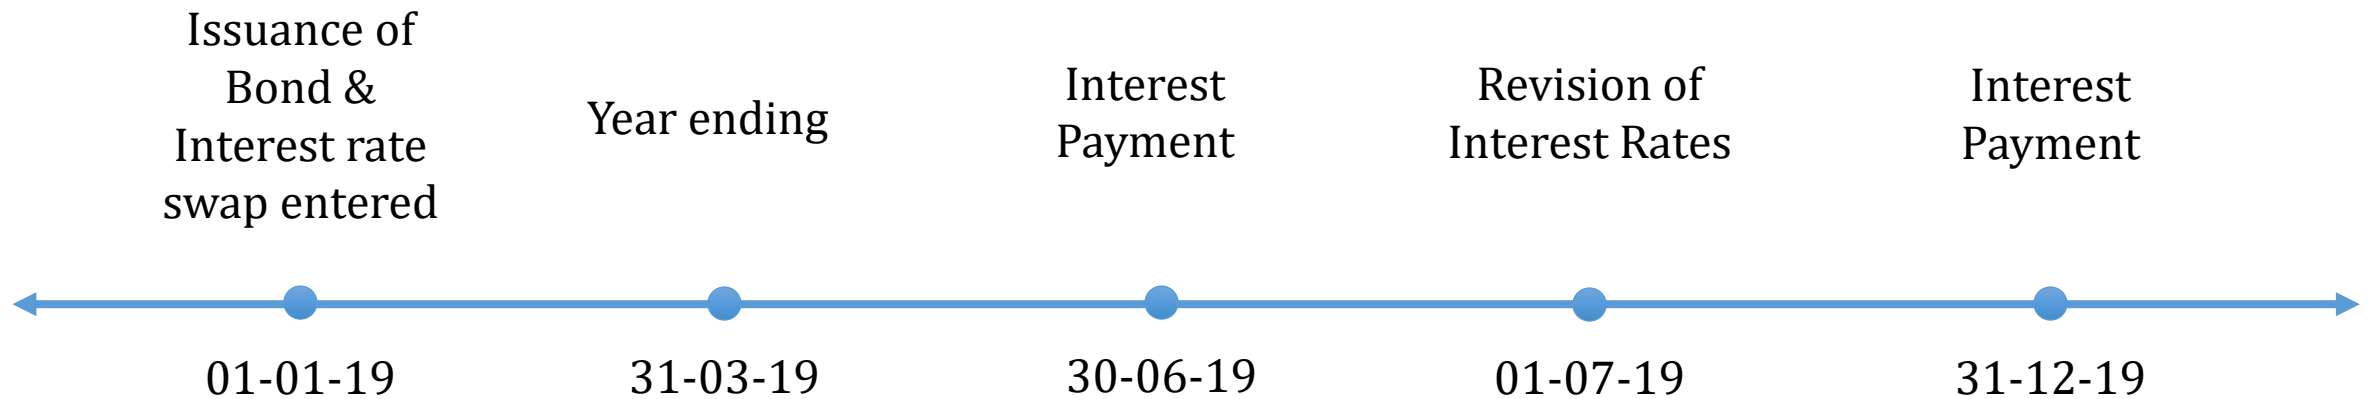 Issuance of
Bond &
Interest rate
swap entered
Year ending
Interest
Payment
Revision of
Interest Rates
Interest
Payment
01-01-19
31-03-19
30-06-19
01-07-19
31-12-19